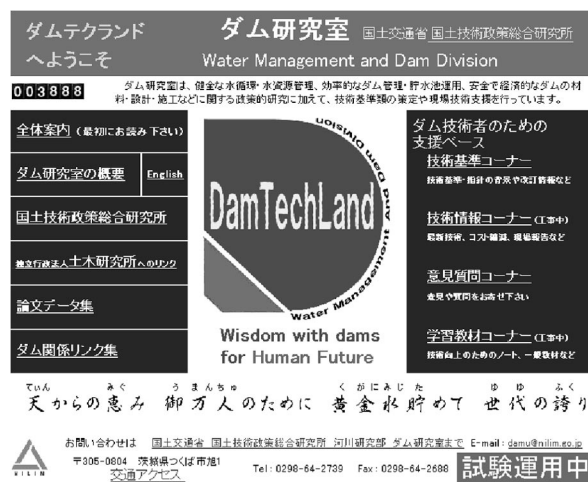 ダムテクランド
へようこそ
ダム研究室 国土交通省 国土技術政策総合研究所
Water Management and Dam Division
003888
ダム研究室は、健全な水循環・水資源管理、効率的なダム管理・貯水池運用、安全で経済的なダムの材
料・設計・施工などに関する政策的研究に加えて、技術基準類の策定や現場技術支援を行っています。
全体案内 (最初にお読み下さい)
ダム研究室の概要 English
国土技術政策総合研究所
独立行政法人土木研究所へのリンク
論文データ集
ダム関係リンク集
DamTechLand
Water Management And Dam Division
Wisdom with dams
for Human Future
ダム技術者のための
支援ベース
技術基準コーナー
技術基準・指針の背景や改訂情報など
技術情報コーナー(工事中)
最新技術、コスト縮減、現場報告など
意見質問コーナー
意見や質問をお寄せ下さい
学習教材コーナー(工事中)
技術向上のためのノート、一般教材など
てぃん みぐ う まんちゅ くがにみじ た ゆ ゆ ふく
天からの恵み 御万人のために 黄金水貯めて 世代の誇り
お問い合わせは 国土交通省 国土技術政策総合研究所 河川研究部 ダム研究室まで E-mail: damu@nilim.go.jp
〒305-0804 茨城県つくば市旭1
交通アクセス
Tel: 0298-64-2739 Fax: 0298-64-2688
試験運用中
NILIM